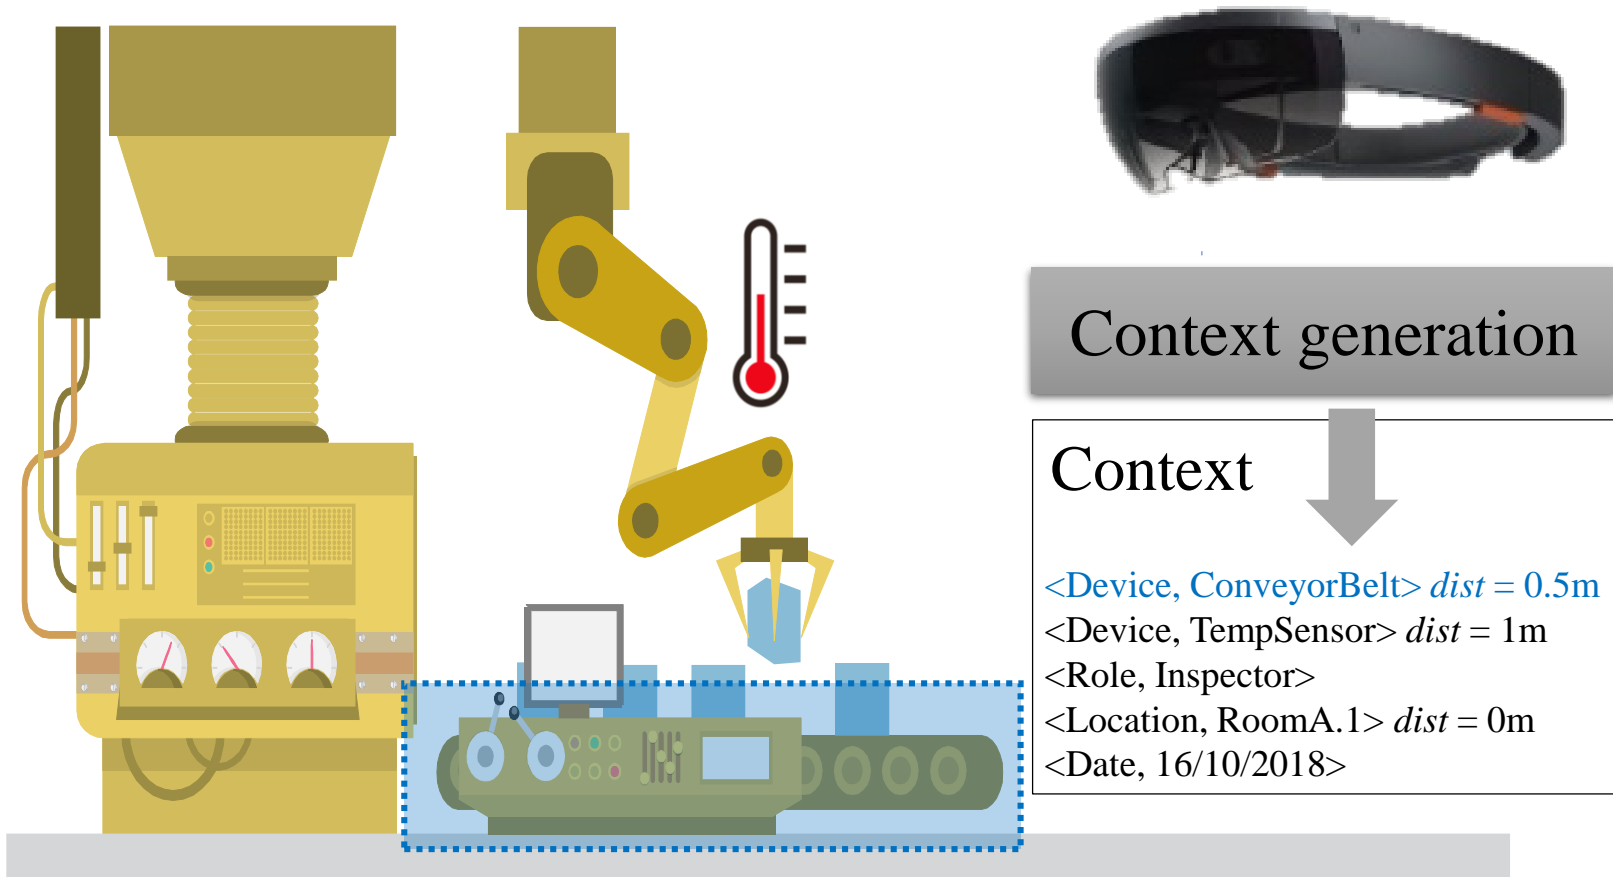 Context generation
Context
<Device, ConveyorBelt> dist = 0.5m
<Device, TempSensor> dist = 1m
<Role, Inspector>
<Location, RoomA.1> dist = 0m
<Date, 16/10/2018>